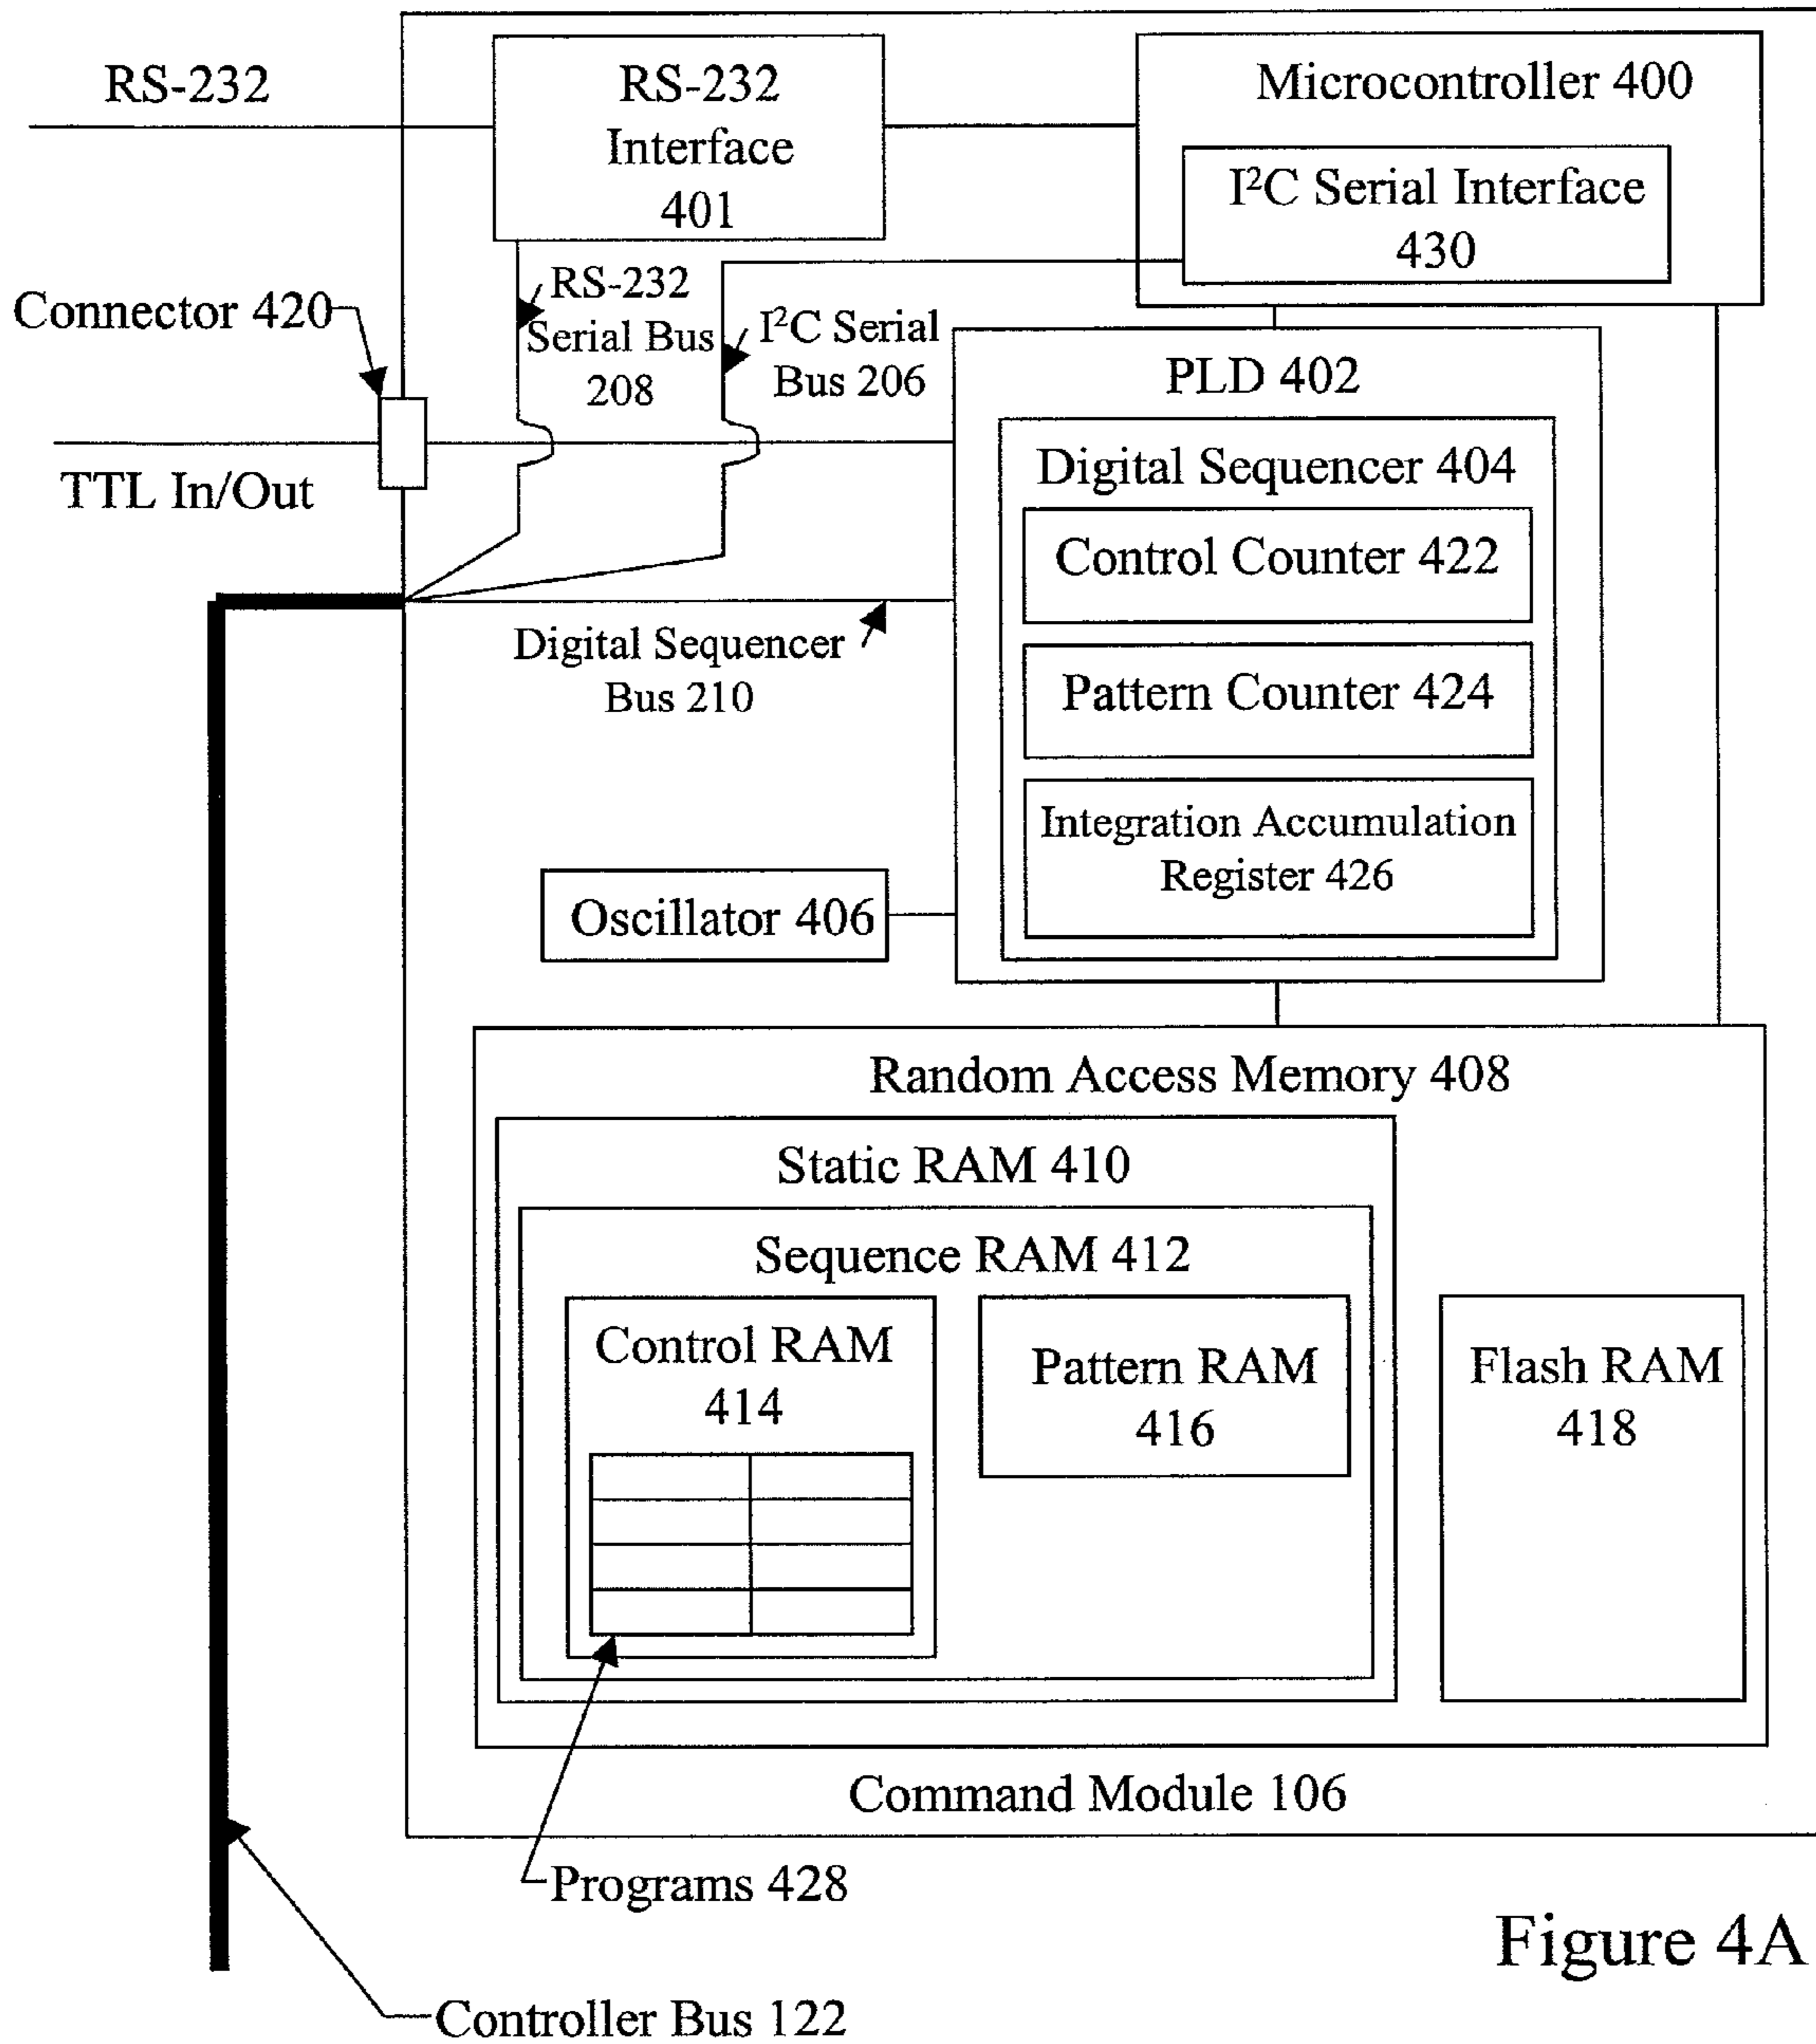 RS-232
RS-232
Interface
401
Microcontroller 400
I²C Serial Interface
430
Connector 420
RS-232
Serial Bus
208
I²C Serial
Bus 206
TTL In/Out
PLD 402
Digital Sequencer 404
Control Counter 422
Pattern Counter 424
Integration Accumulation
Register 426
Digital Sequencer
Bus 210
Oscillator 406
Random Access Memory 408
Static RAM 410
Sequence RAM 412
Control RAM
414
Pattern RAM
416
Flash RAM
418
Command Module 106
Programs 428
Controller Bus 122
Figure 4A